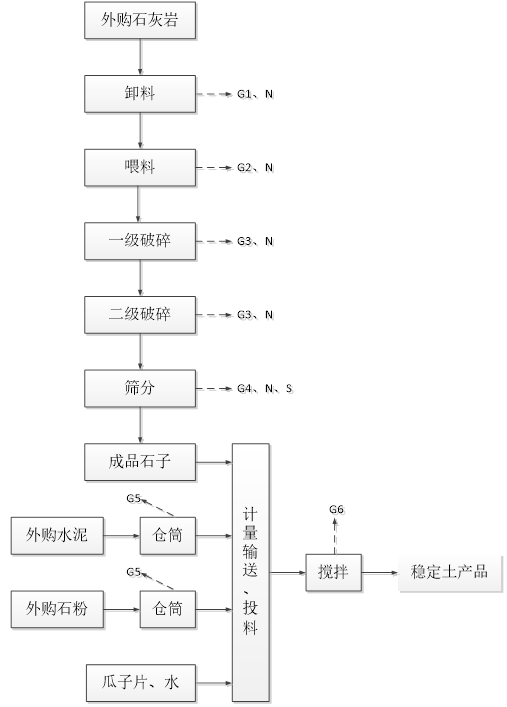 外购石灰岩
卸料
G1、N
喂料
G2、N
一级破碎
G3、N
二级破碎
G3、N
筛分
G4、N、S
成品石子
G5
外购水泥
仓筒
G5
外购石粉
仓筒
瓜子片、水
计量输送、投料
G6
搅拌
稳定土产品